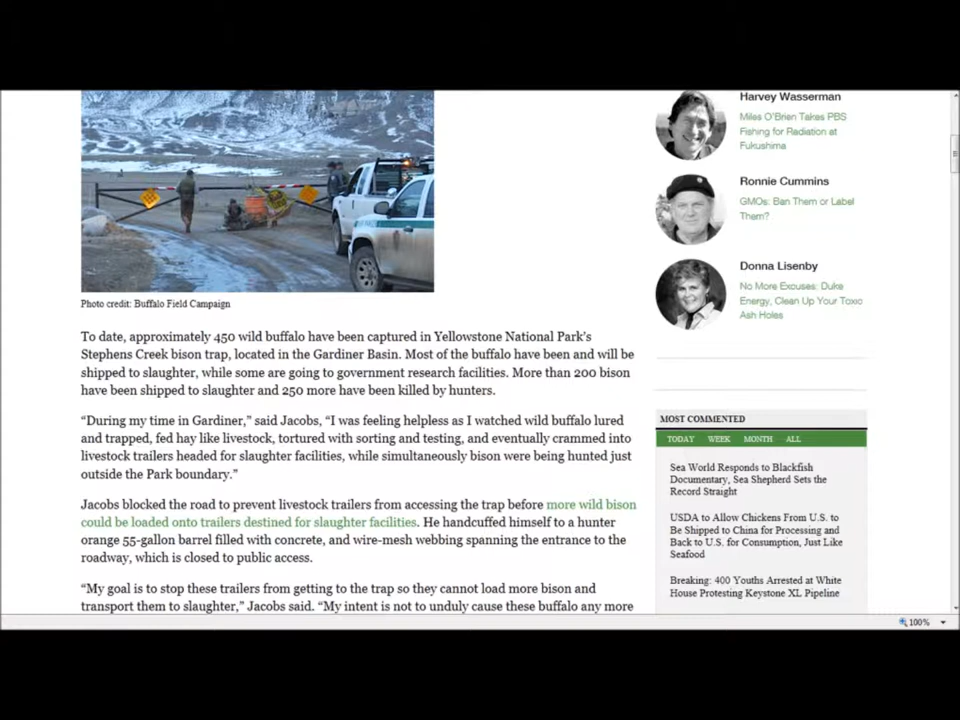 Photo credit: Buffalo Field Campaign
To date, approximately 450 wild buffalo have been captured in Yellowstone National Park's
Stephens Creek bison trap, located in the Gardiner Basin. Most of the buffalo have been and will be
shipped to slaughter, while some are going to government research facilities. More than 200 bison
have been shipped to slaughter and 250 more have been killed by hunters.
“During my time in Gardiner,” said Jacobs, “I was feeling helpless as I watched wild buffalo lured
and trapped, fed hay like livestock, tortured with sorting and testing, and eventually crammed into
livestock trailers headed for slaughter facilities, while simultaneously bison were being hunted just
outside the Park boundary.”
Jacobs blocked the road to prevent livestock trailers from accessing the trap before more wild bison
could be loaded onto trailers destined for slaughter facilities. He handcuffed himself to a hunter
orange 55-gallon barrel filled with concrete, and wire-mesh webbing spanning the entrance to the
roadway, which is closed to public access.
“My goal is to stop these trailers from getting to the trap so they cannot load more bison and
transport them to slaughter,” Jacobs said. “My intent is not to unduly cause these buffalo any more
Harvey Wasserman
Miles O'Brien Takes PBS
Fishing for Radiation at
Fukushima
Ronnie Cummins
GMOs: Ban Them or Label
Them?
Donna Lisenby
No More Excuses: Duke
Energy, Clean Up Your Toxic
Ash Holes
MOST COMMENTED
TODAY WEEK MONTH ALL
Sea World Responds to Blackfish
Documentary, Sea Shepherd Sets the
Record Straight
USDA to Allow Chickens From U.S. to
Be Shipped to China for Processing and
Back to U.S. for Consumption, Just Like
Seafood
Breaking: 400 Youths Arrested at White
House Protesting Keystone XL Pipeline
100%